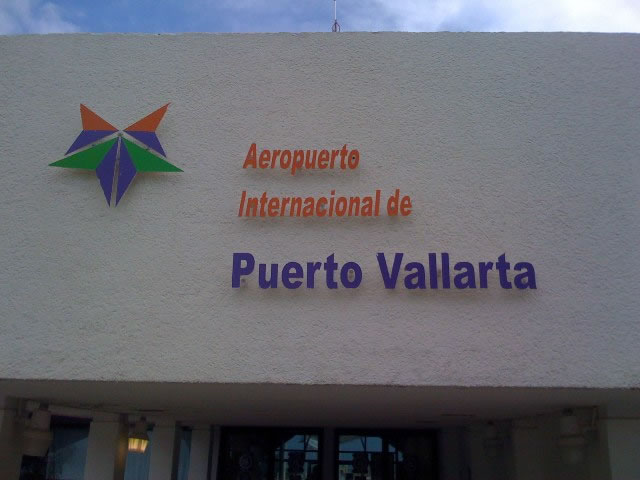 Aeropuerto
Internacional de
Puerto Vallarta